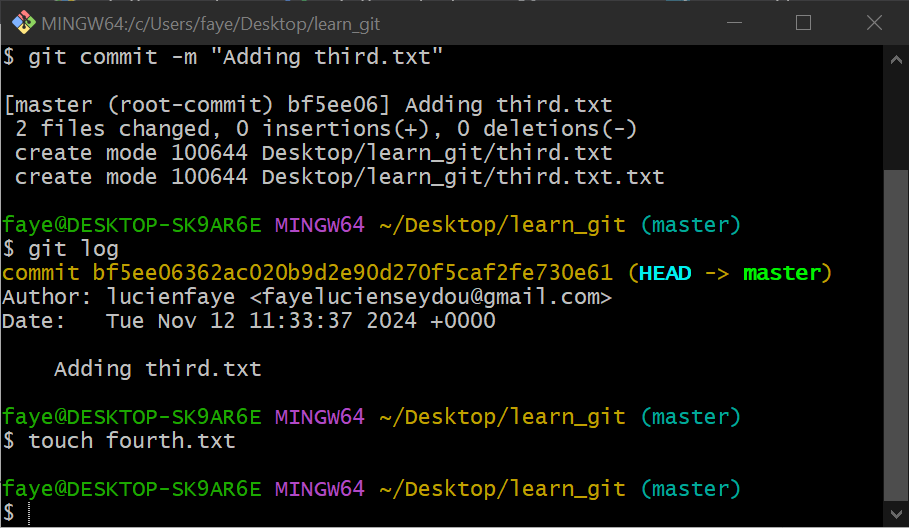 MINGW64:/c/Users/faye/Desktop/learn_git
$ git commit -m "Adding third.txt"
[master (root-commit) bf5ee06] Adding third.txt
 2 files changed, 0 insertions(+), 0 deletions(-)
 create mode 100644 Desktop/learn_git/third.txt
 create mode 100644 Desktop/learn_git/third.txt.txt
faye@DESKTOP-SK9AR6E MINGW64 ~/Desktop/learn_git (master)
$ git log
commit bf5ee06362ac020b9d2e90d270f5caf2fe730e61 (HEAD -> master)
Author: lucienfaye <fayelucienseydou@gmail.com>
Date:   Tue Nov 12 11:33:37 2024 +0000
    Adding third.txt
faye@DESKTOP-SK9AR6E MINGW64 ~/Desktop/learn_git (master)
$ touch fourth.txt
faye@DESKTOP-SK9AR6E MINGW64 ~/Desktop/learn_git (master)
$